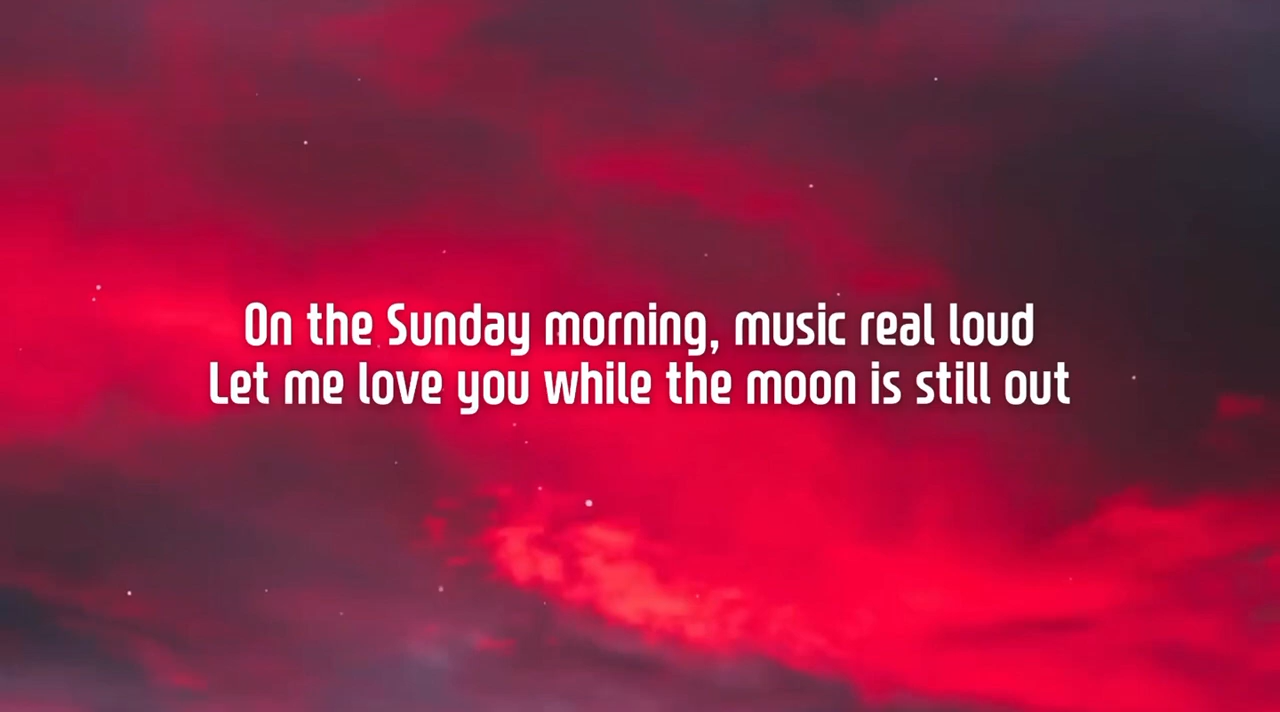 On the Sunday morning, music real loud
Let me love you while the moon is still out